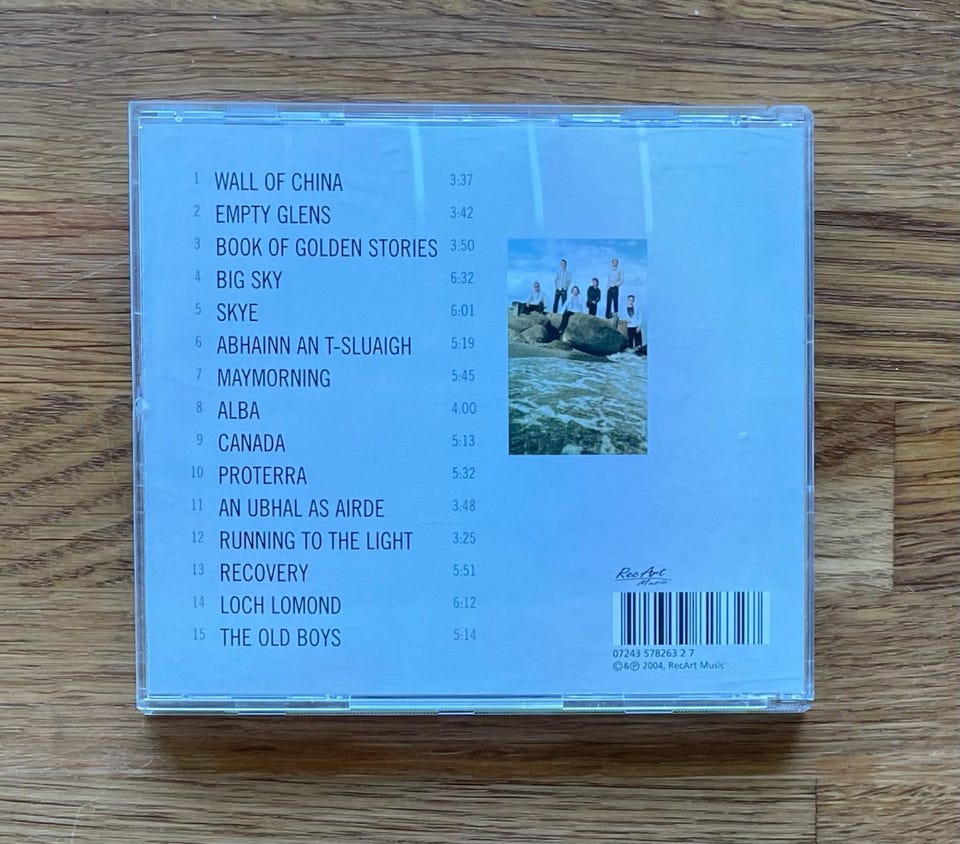 1 WALL OF CHINA 3:37
2 EMPTY GLENS 3:42
3 BOOK OF GOLDEN STORIES 3:50
4 BIG SKY 6:32
5 SKYE 6:01
6 ABHAINN AN T-SLUAIGH 5:19
7 MAYMORNING 5:45
8 ALBA 4:00
9 CANADA 5:13
10 PROTERRA 5:32
11 AN UBHAL AS AIRDE 3:48
12 RUNNING TO THE LIGHT 3:25
13 RECOVERY 5:51
14 LOCH LOMOND 6:12
15 THE OLD BOYS 5:14
RecArt
Music
07243 578263 2 7
©&℗ 2004, RecArt Music